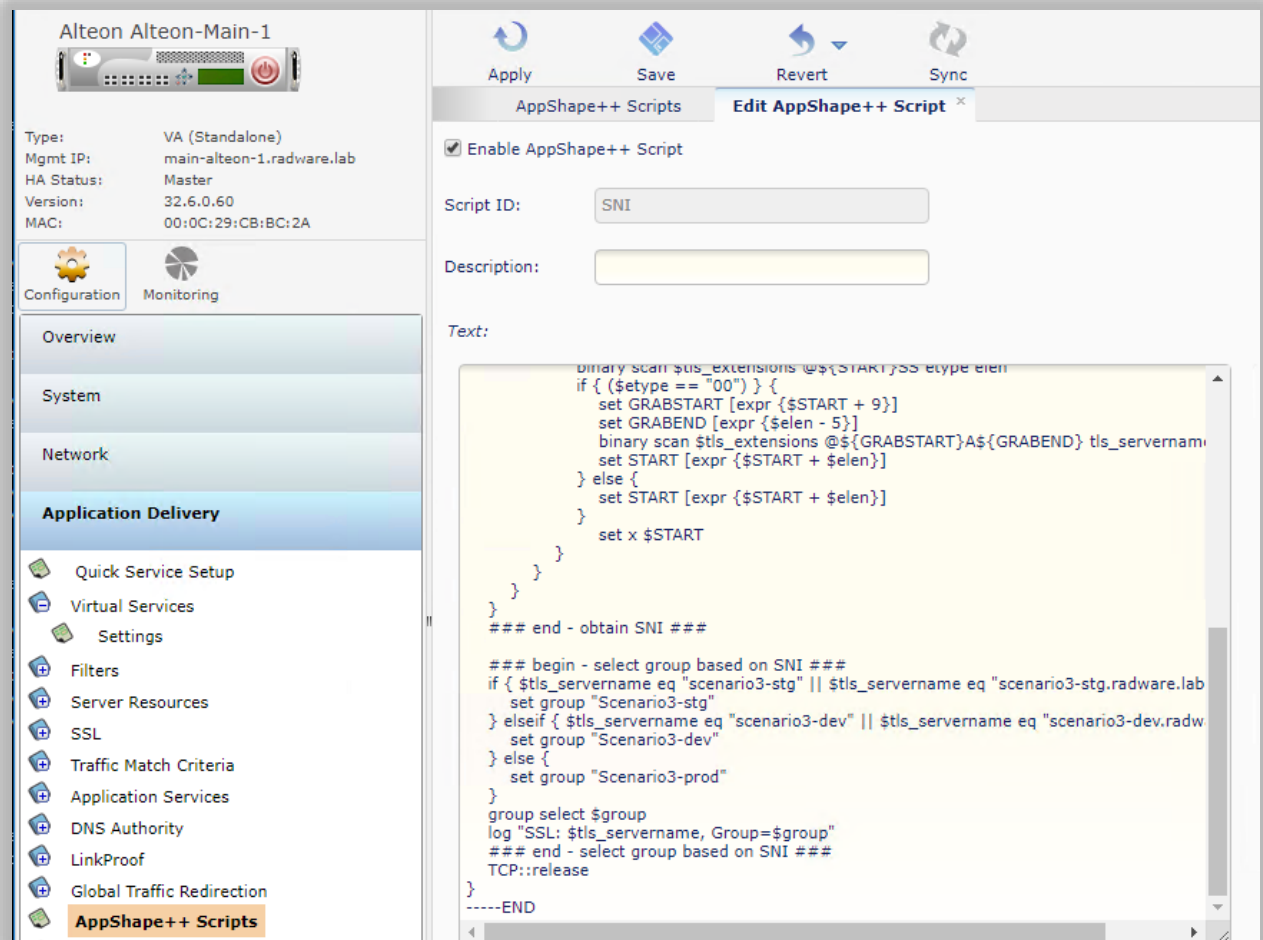 Alteon Alteon-Main-1
Type: VA (Standalone)
Mgmt IP: main-alteon-1.radware.lab
HA Status: Master
Version: 32.6.0.60
MAC: 00:0C:29:CB:BC:2A
Configuration Monitoring
Overview
System
Network
Application Delivery
Quick Service Setup
Virtual Services
Settings
Filters
Server Resources
SSL
Traffic Match Criteria
Application Services
DNS Authority
LinkProof
Global Traffic Redirection
AppShape++ Scripts
Apply Save Revert Sync
AppShape++ Scripts Edit AppShape++ Script ×
Enable AppShape++ Script
Script ID: SNI
Description:
Text:
binary scan $tls_extensions @${START}SS etype elen
if { ($etype == "00") } {
set GRABSTART [expr {$START + 9}]
set GRABEND [expr {$elen - 5}]
binary scan $tls_extensions @${GRABSTART}A${GRABEND} tls_servername
set START [expr {$START + $elen}]
} else {
set START [expr {$START + $elen}]
}
set x $START
}
}
}
}
### end - obtain SNI ###
### begin - select group based on SNI ###
if { $tls_servername eq "scenario3-stg" || $tls_servername eq "scenario3-stg.radware.lab
set group "Scenario3-stg"
} elseif { $tls_servername eq "scenario3-dev" || $tls_servername eq "scenario3-dev.radw
set group "Scenario3-dev"
} else {
set group "Scenario3-prod"
}
group select $group
log "SSL: $tls_servername, Group=$group"
### end - select group based on SNI ###
TCP::release
}
-----END